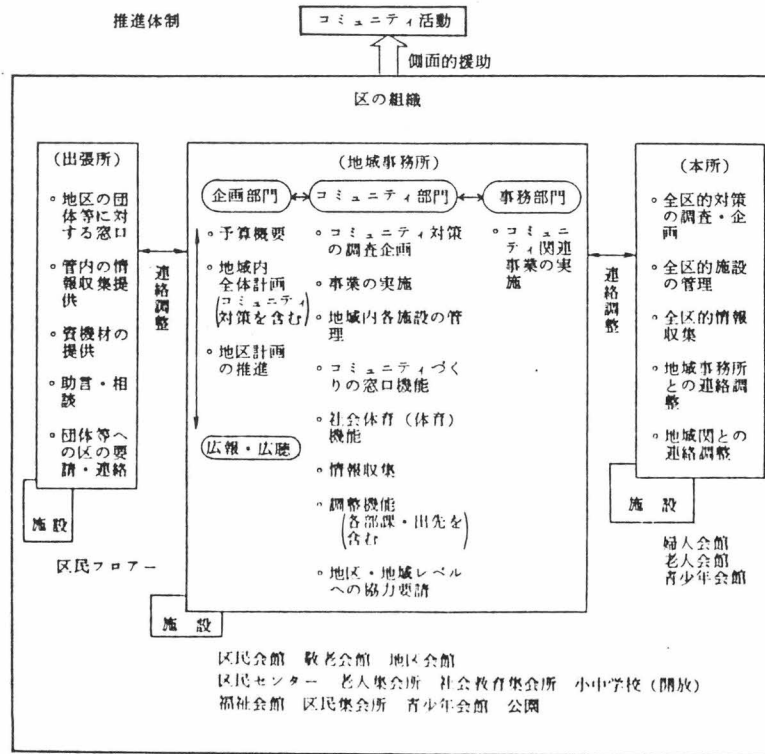 推進体制
コミュニティ活動
側面的援助
区の組織
(出張所)
◦地区の団
体等に対
する窓口
◦管内の情
報収集提
供
◦資機材の
提供
◦助言・相
談
◦団体等へ
の区の要
請・連絡
施設
区民フロアー
連絡調整
(地域事務所)
企画部門
コミュニティ部門
事務部門
◦予算概要
◦地域内
全体計画
(コミュニティ
対策を含む)
◦地区計画
の推進
広報・広聴
◦コミュニティ対策
の調査企画
◦事業の実施
◦地域内各施設の管
理
◦コミュニティづく
りの窓口機能
◦社会体育(体育)
機能
◦情報収集
◦調整機能
(各部課・出先を
含む)
◦地区・地域レベル
への協力要請
◦コミュニ
ティ関連
事業の実
施
施設
区民会館 敬老会館 地区会館
区民センター 老人集会所 社会教育集会所 小中学校(開放)
福祉会館 区民集会所 青少年会館 公園
連絡調整
(本所)
◦全区的対策
の調査・企
画
◦全区的施設
の管理
◦全区的情報
収集
◦地域事務所
との連絡調
整
◦地域間との
連絡調整
施設
婦人会館
老人会館
青少年会館